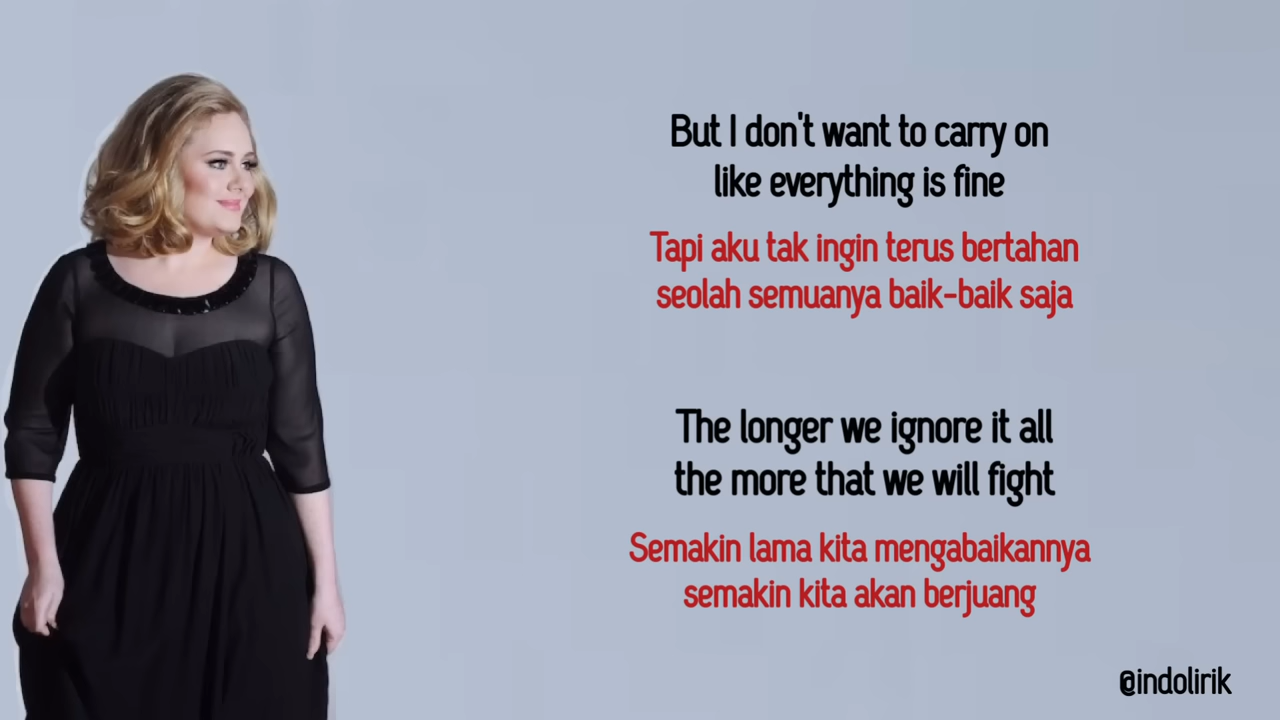 But I don't want to carry on
like everything is fine
Tapi aku tak ingin terus bertahan
seolah semuanya baik-baik saja
The longer we ignore it all
the more that we will fight
Semakin lama kita mengabaikannya
semakin kita akan berjuang
@indolirik